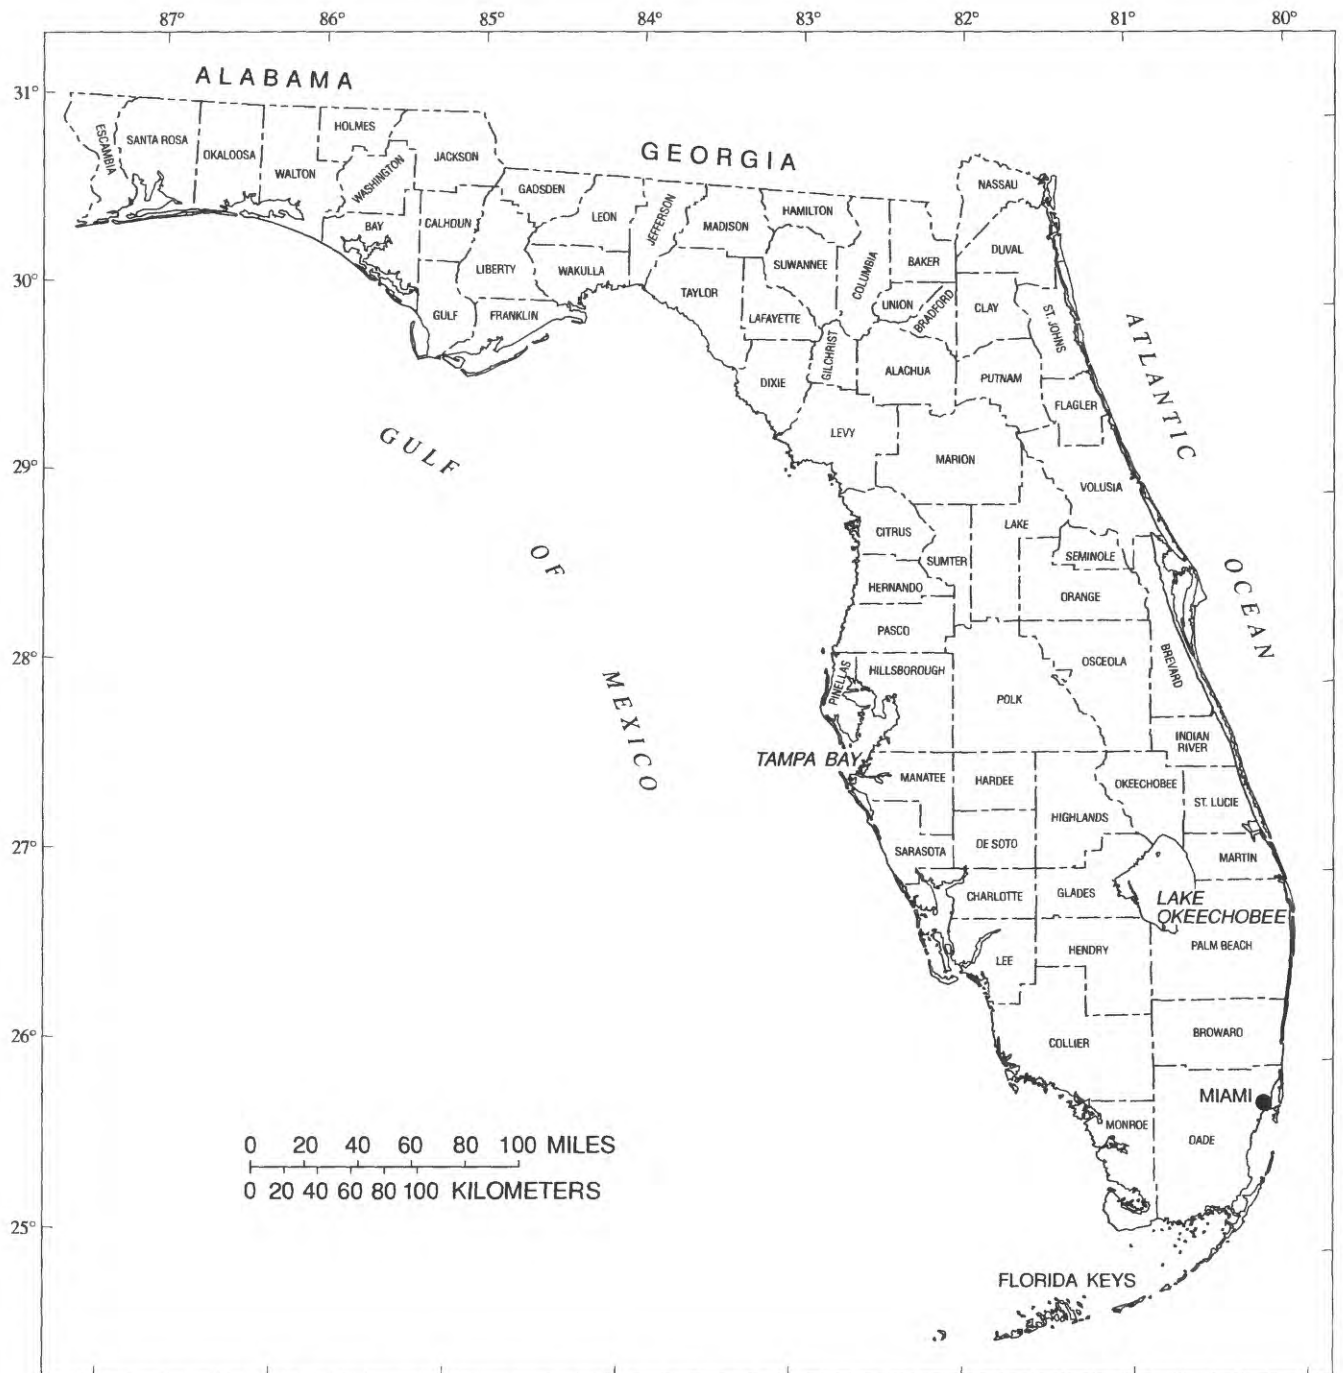 87° 86° 85° 84° 83° 82° 81° 80°
ALABAMA
31°
GEORGIA
ESCAMBIA
SANTA ROSA
OKALOOSA
WALTON
HOLMES
WASHINGTON
JACKSON
BAY
CALHOUN
GADSDEN
LEON
JEFFERSON
MADISON
HAMILTON
NASSAU
DUVAL
BAKER
COLUMBIA
SUWANNEE
LIBERTY
WAKULLA
TAYLOR
30°
GULF
FRANKLIN
LAFAYETTE
UNION
BRADFORD
CLAY
ST. JOHNS
GILCHRIST
ALACHUA
PUTNAM
DIXIE
FLAGLER
LEVY
MARION
ATLANTIC
OCEAN
GULF
OF
MEXICO
29°
VOLUSIA
CITRUS
SUMTER
LAKE
SEMINOLE
HERNANDO
ORANGE
PASCO
28°
PINELLAS
HILLSBOROUGH
POLK
OSCEOLA
BREVARD
INDIAN
RIVER
TAMPA BAY
MANATEE
HARDEE
OKEECHOBEE
ST. LUCIE
HIGHLANDS
27°
SARASOTA
DE SOTO
MARTIN
CHARLOTTE
GLADES
LAKE
OKEECHOBEE
LEE
HENDRY
PALM BEACH
26°
COLLIER
BROWARD
MIAMI
MONROE
DADE
0 20 40 60 80 100 MILES
0 20 40 60 80 100 KILOMETERS
25°
FLORIDA KEYS